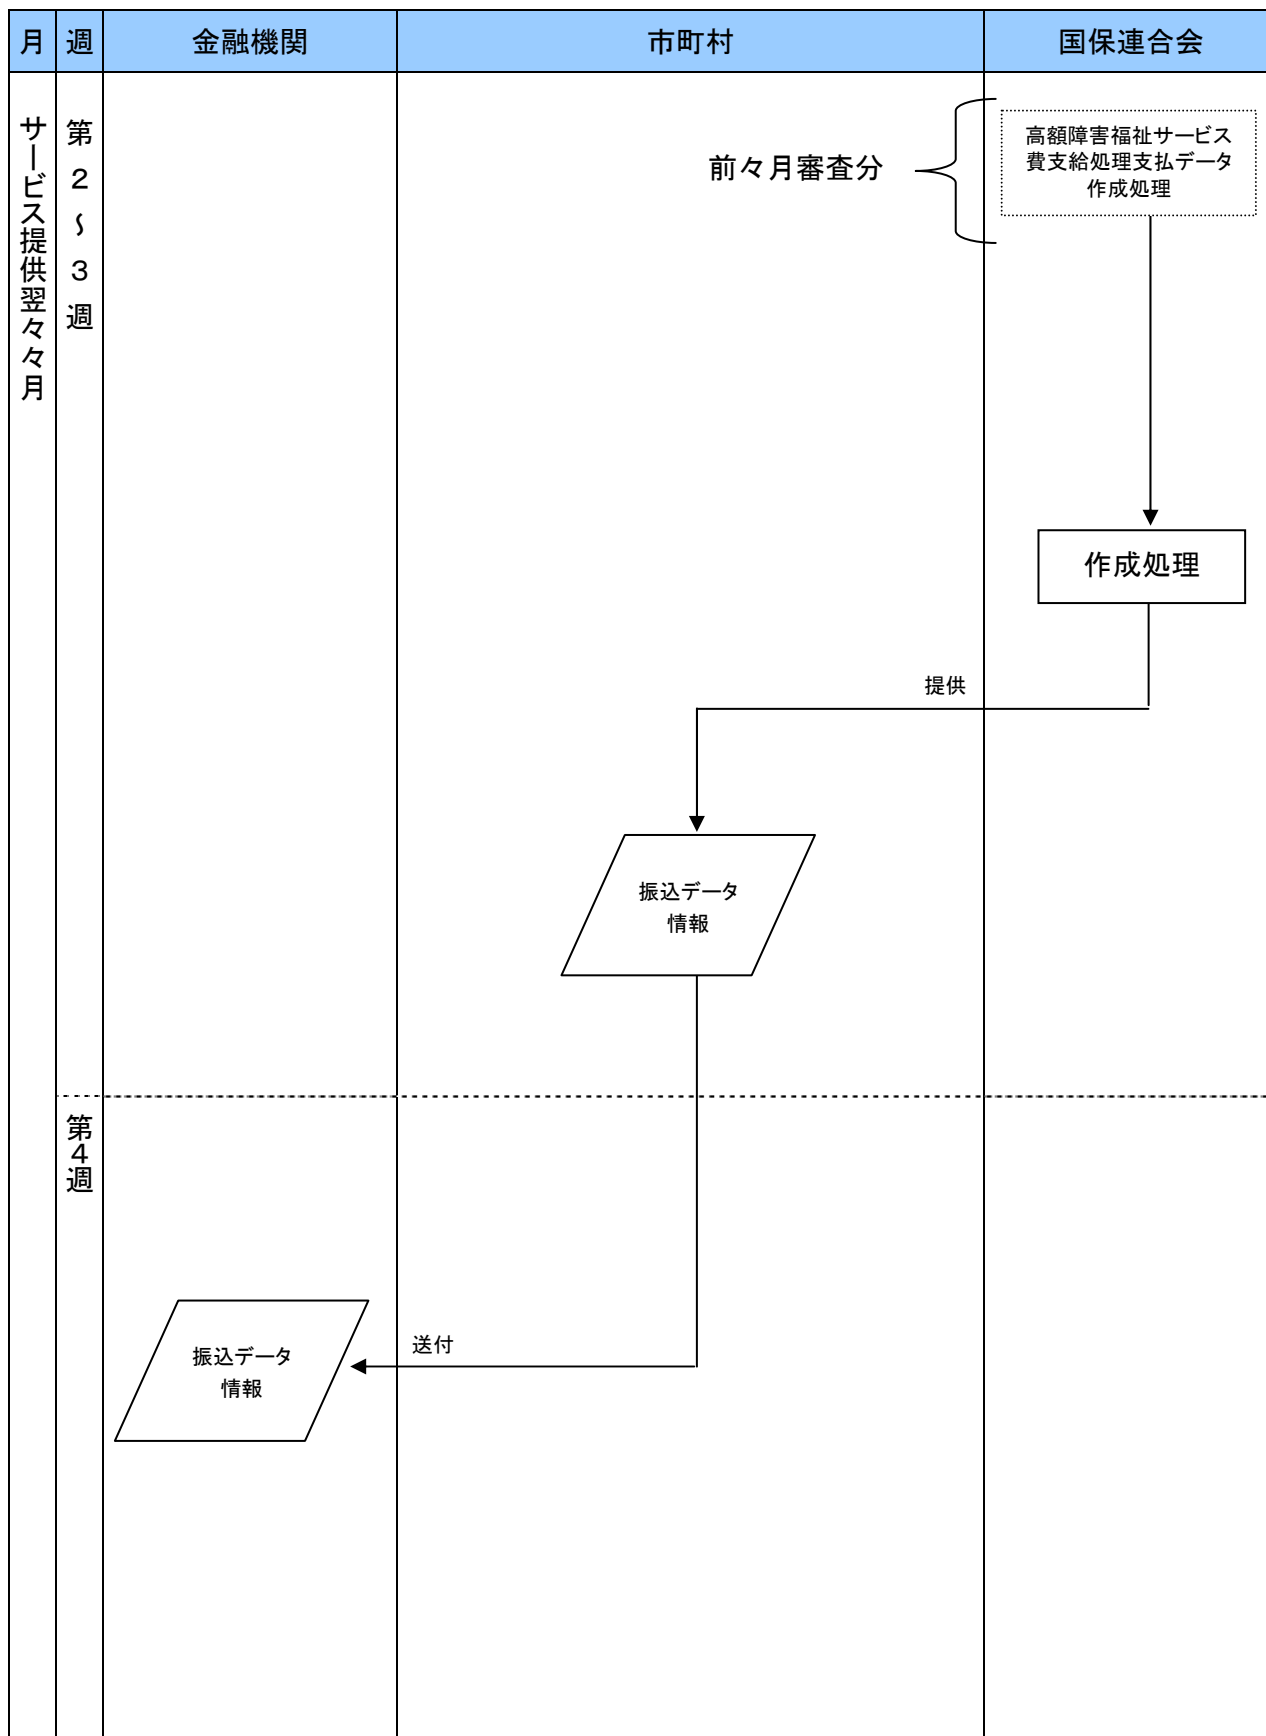 月 週 金融機関 市町村 国保連合会
サービス提供翌々々月
第2~3週
前々月審査分
高額障害福祉サービス
費支給処理支払データ
作成処理
作成処理
提供
振込データ
情報
第4週
送付
振込データ
情報